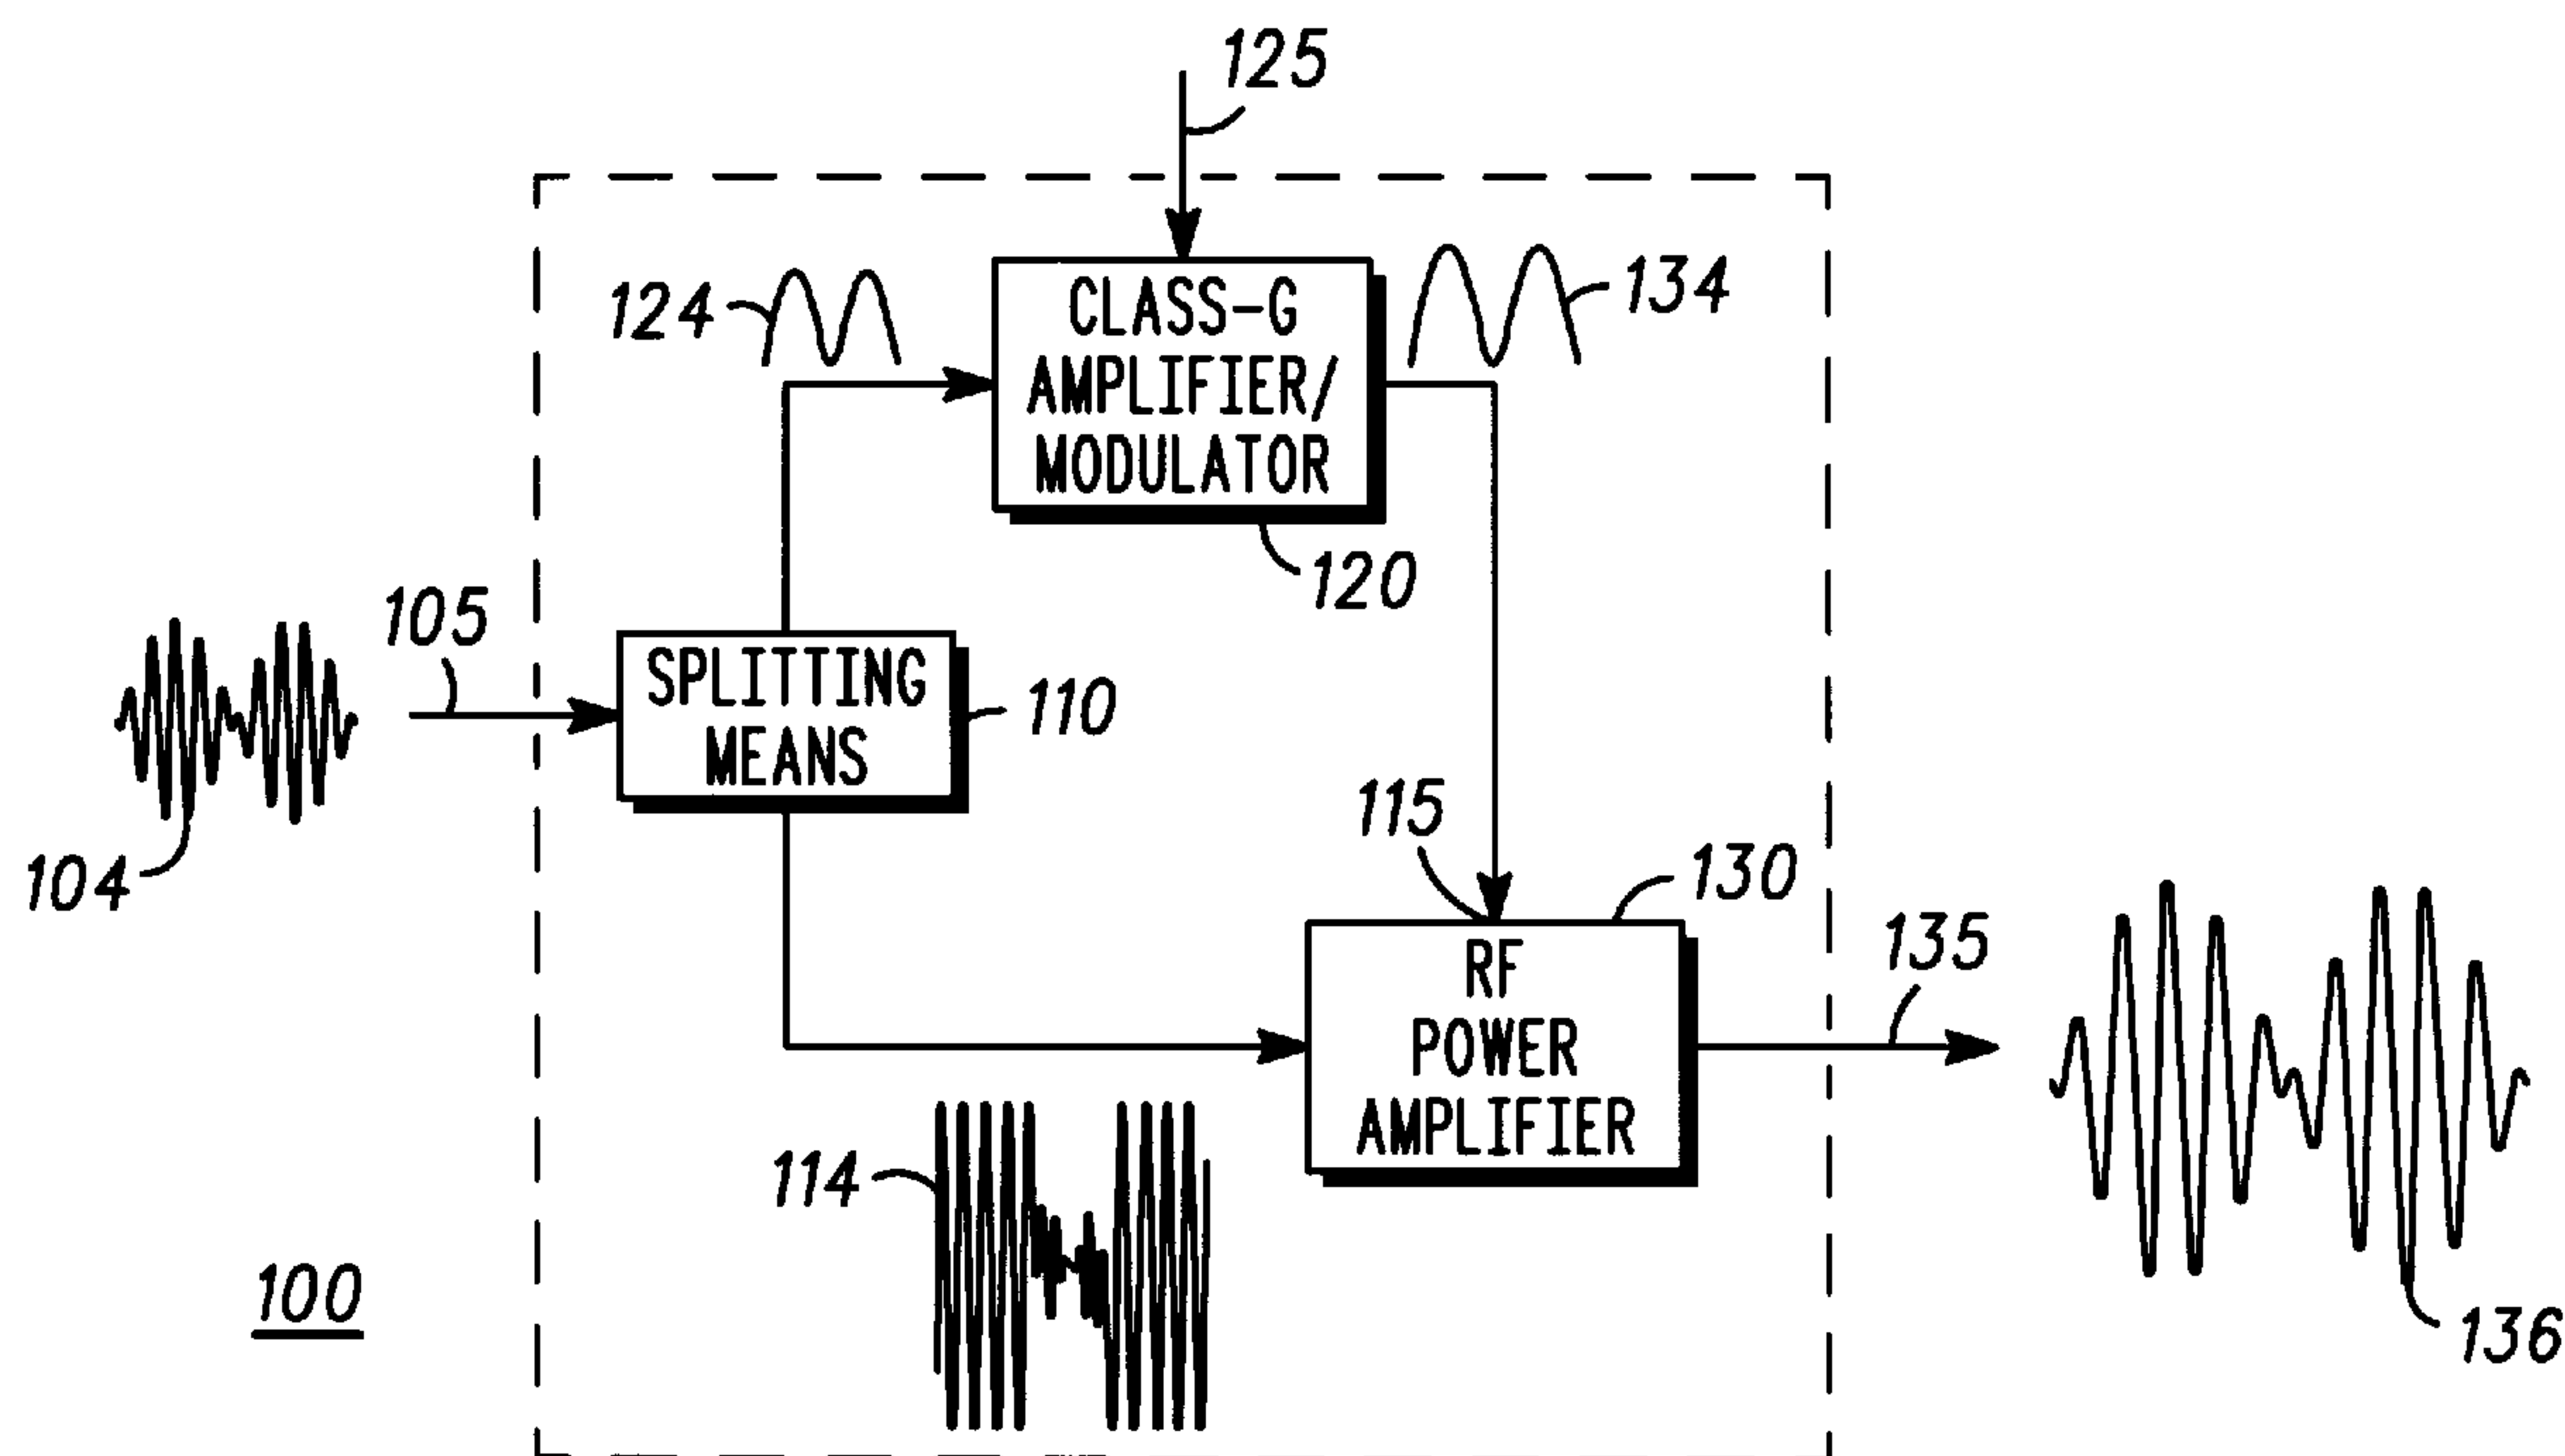 125
124
CLASS-G
AMPLIFIER/
MODULATOR
134
120
105
SPLITTING
MEANS
110
104
115
130
RF
POWER
AMPLIFIER
135
114
100
136